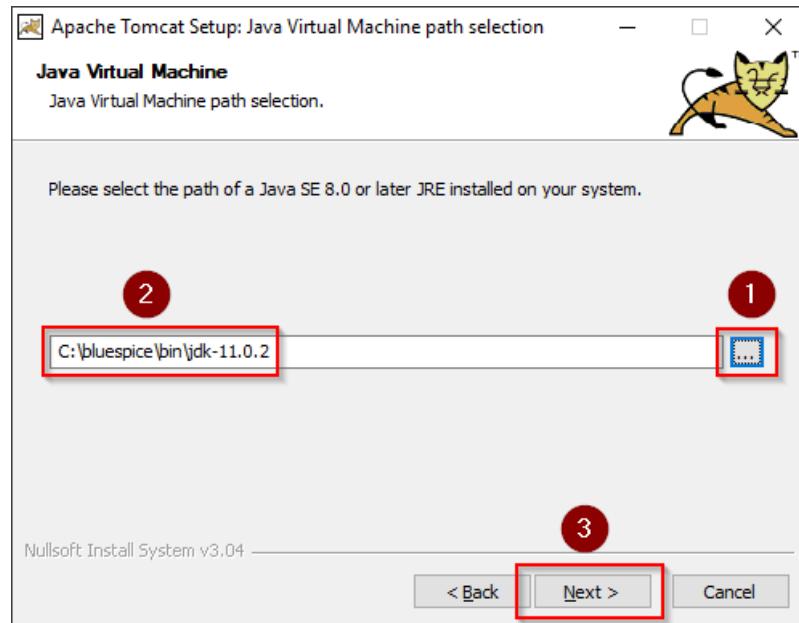 Apache Tomcat Setup: Java Virtual Machine path selection
Java Virtual Machine
Java Virtual Machine path selection.
TM
Please select the path of a Java SE 8.0 or later JRE installed on your system.
2
1
C:\bluespice\bin\jdk-11.0.2
...
3
Nullsoft Install System v3.04
< Back
Next >
Cancel